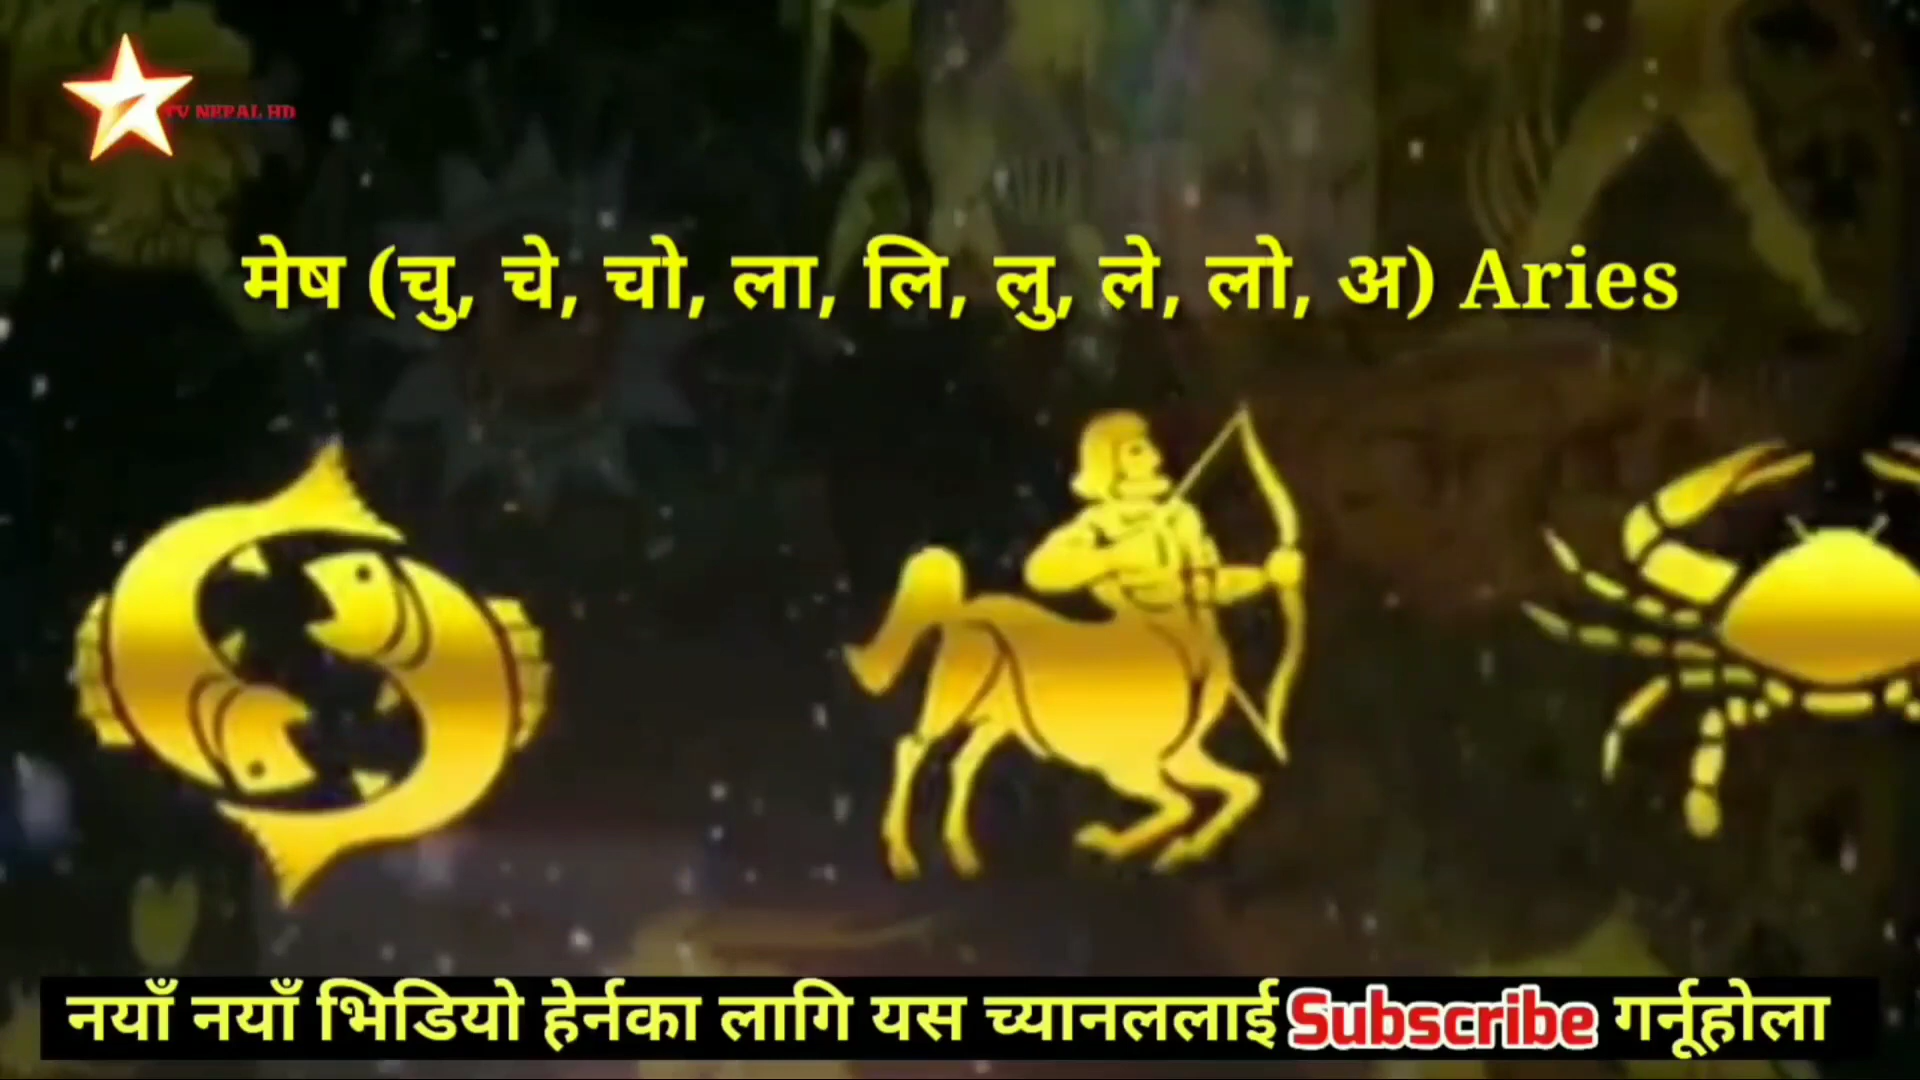 TV NEPAL HD
मेष (चु, चे, चो, ला, लि, लु, ले, लो, अ) Aries
नयाँ नयाँ भिडियो हेर्नका लागि यस च्यानललाई Subscribe गर्नूहोला